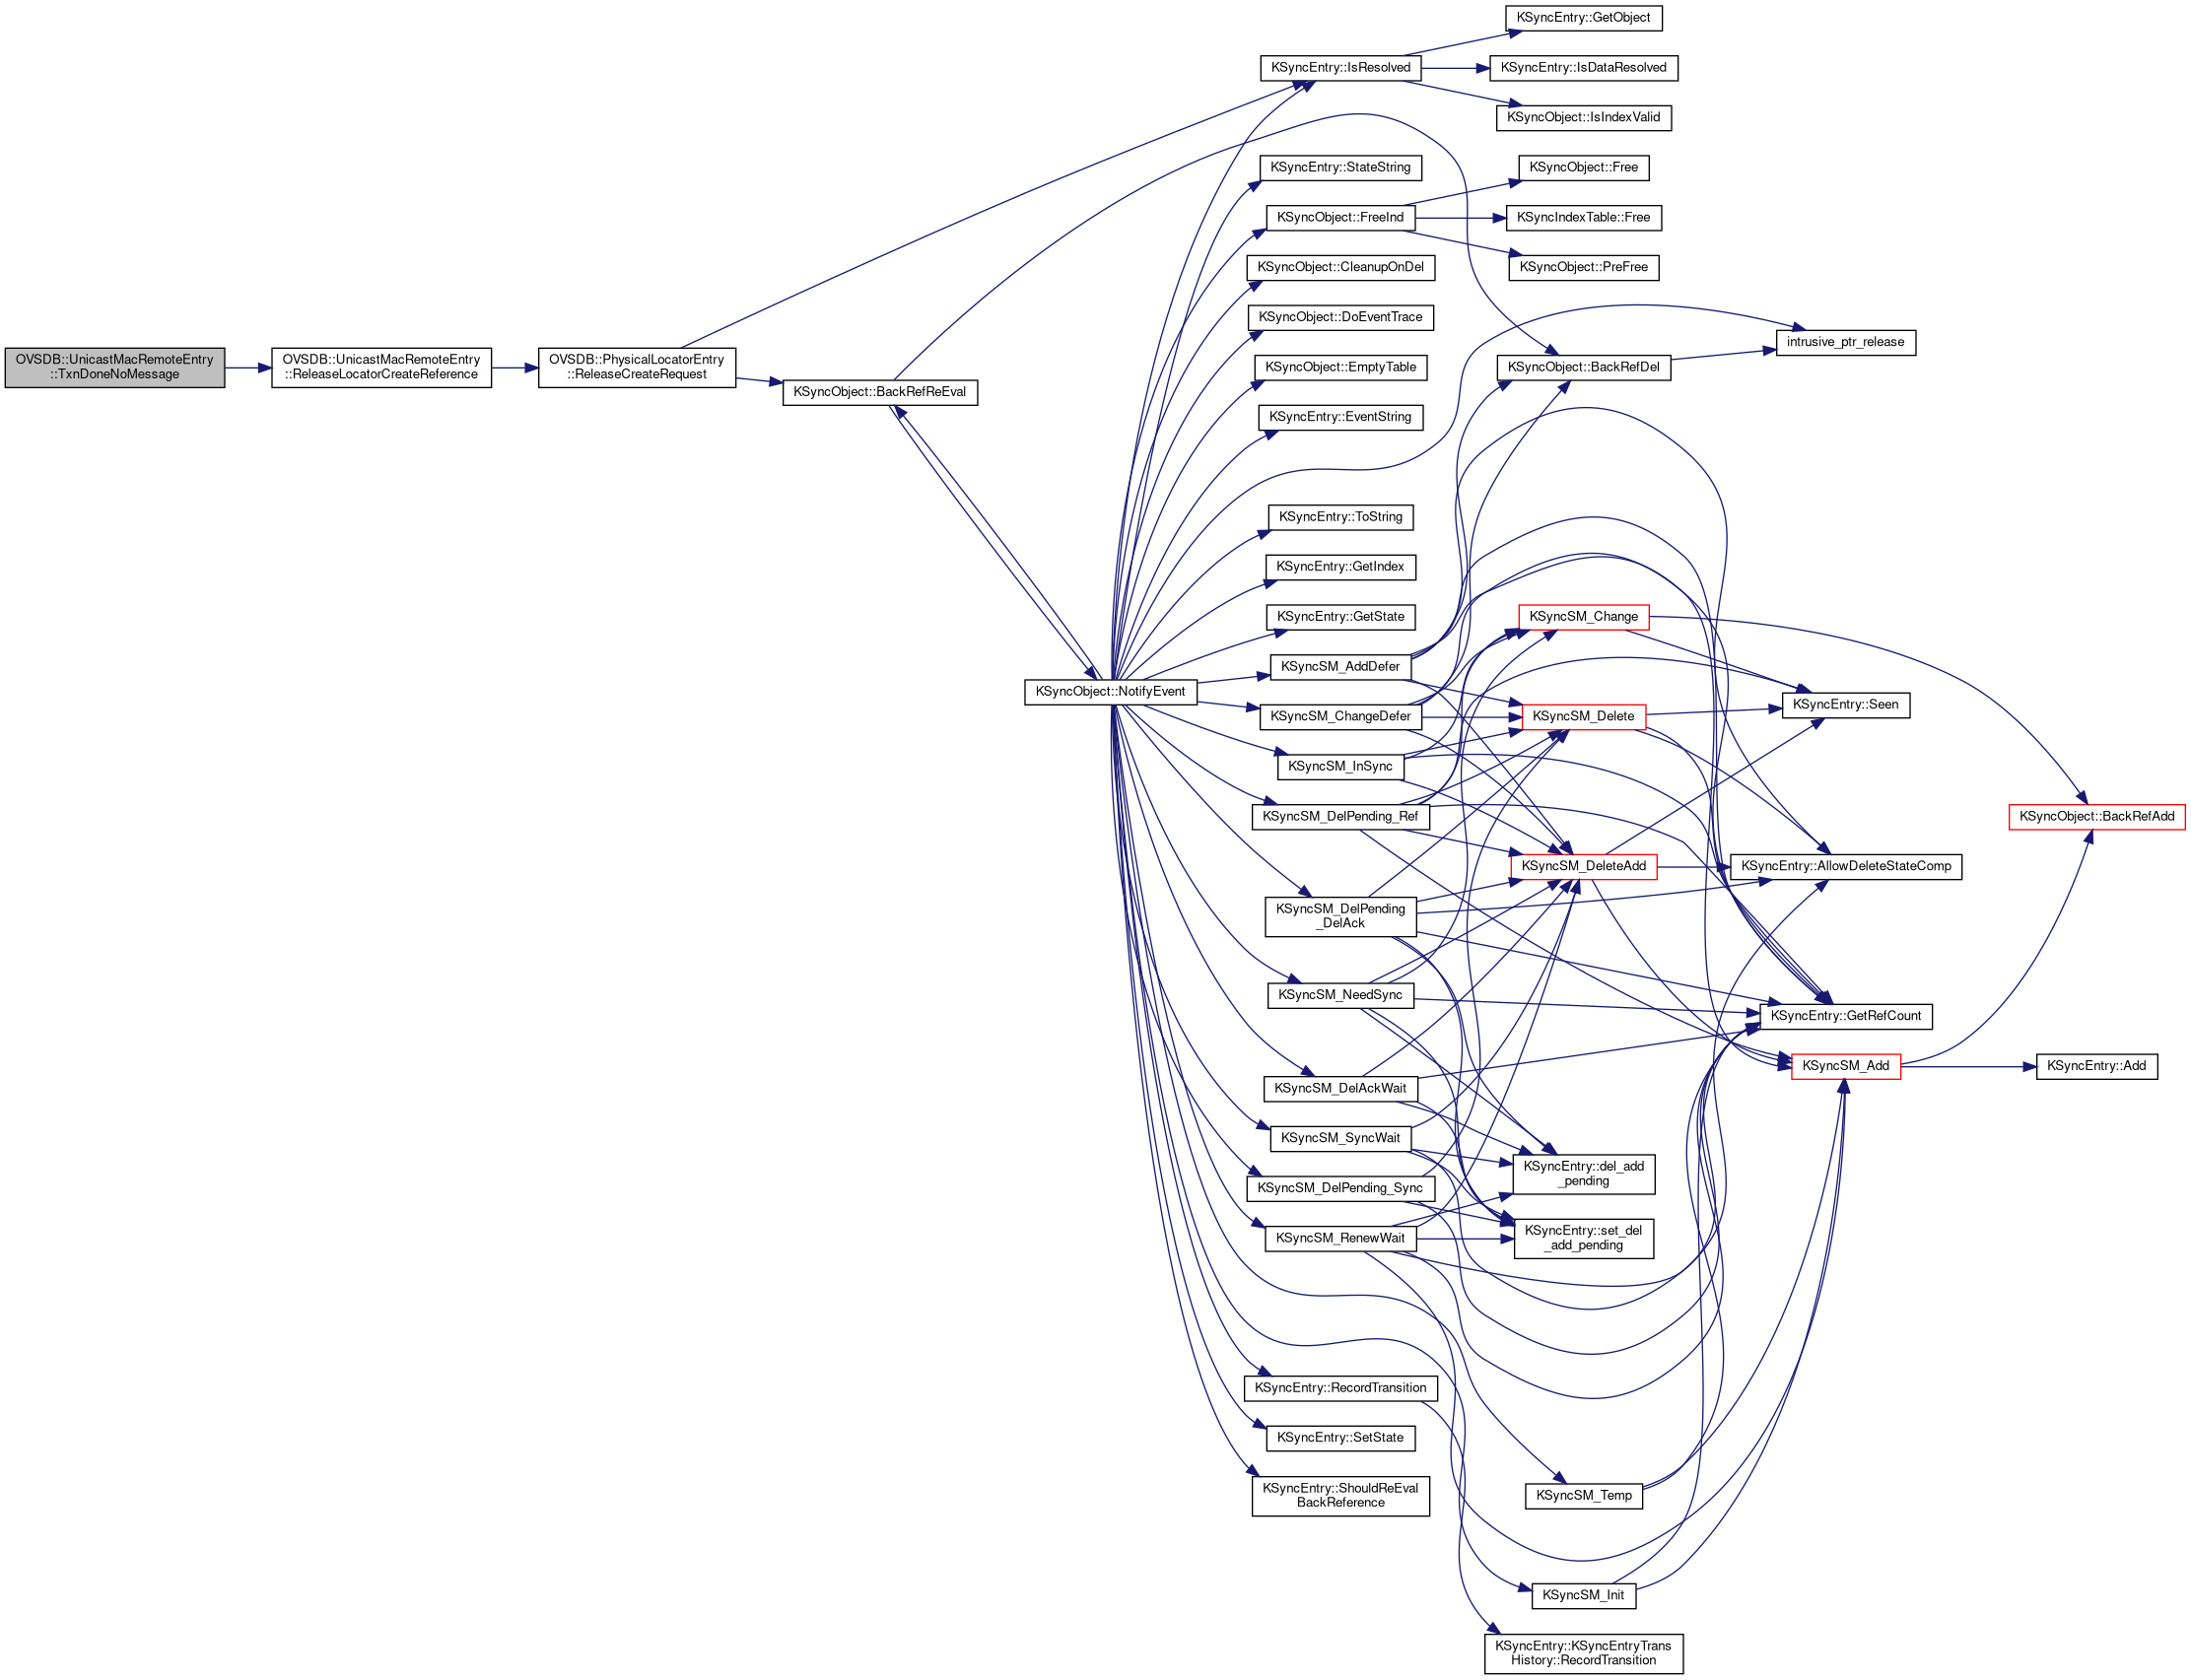 KSyncEntry::GetObject
KSyncEntry::IsResolved
KSyncEntry::IsDataResolved
KSyncObject::IsIndexValid
KSyncEntry::StateString
KSyncObject::Free
KSyncObject::FreeInd
KSyncIndexTable::Free
KSyncObject::CleanupOnDel
KSyncObject::PreFree
KSyncObject::DoEventTrace
intrusive_ptr_release
OVSDB::UnicastMacRemoteEntry
::TxnDoneNoMessage
OVSDB::UnicastMacRemoteEntry
::ReleaseLocatorCreateReference
OVSDB::PhysicalLocatorEntry
::ReleaseCreateRequest
KSyncObject::BackRefReEval
KSyncObject::EmptyTable
KSyncObject::BackRefDel
KSyncEntry::EventString
KSyncEntry::ToString
KSyncEntry::GetIndex
KSyncEntry::GetState
KSyncSM_Change
KSyncSM_AddDefer
KSyncObject::NotifyEvent
KSyncSM_ChangeDefer
KSyncSM_Delete
KSyncEntry::Seen
KSyncSM_InSync
KSyncSM_DelPending_Ref
KSyncObject::BackRefAdd
KSyncSM_DeleteAdd
KSyncEntry::AllowDeleteStateComp
KSyncSM_DelPending
_DelAck
KSyncSM_NeedSync
KSyncEntry::GetRefCount
KSyncSM_Add
KSyncEntry::Add
KSyncSM_DelAckWait
KSyncSM_SyncWait
KSyncEntry::del_add
_pending
KSyncSM_DelPending_Sync
KSyncSM_RenewWait
KSyncEntry::set_del
_add_pending
KSyncEntry::RecordTransition
KSyncEntry::SetState
KSyncEntry::ShouldReEval
BackReference
KSyncSM_Temp
KSyncSM_Init
KSyncEntry::KSyncEntryTrans
History::RecordTransition